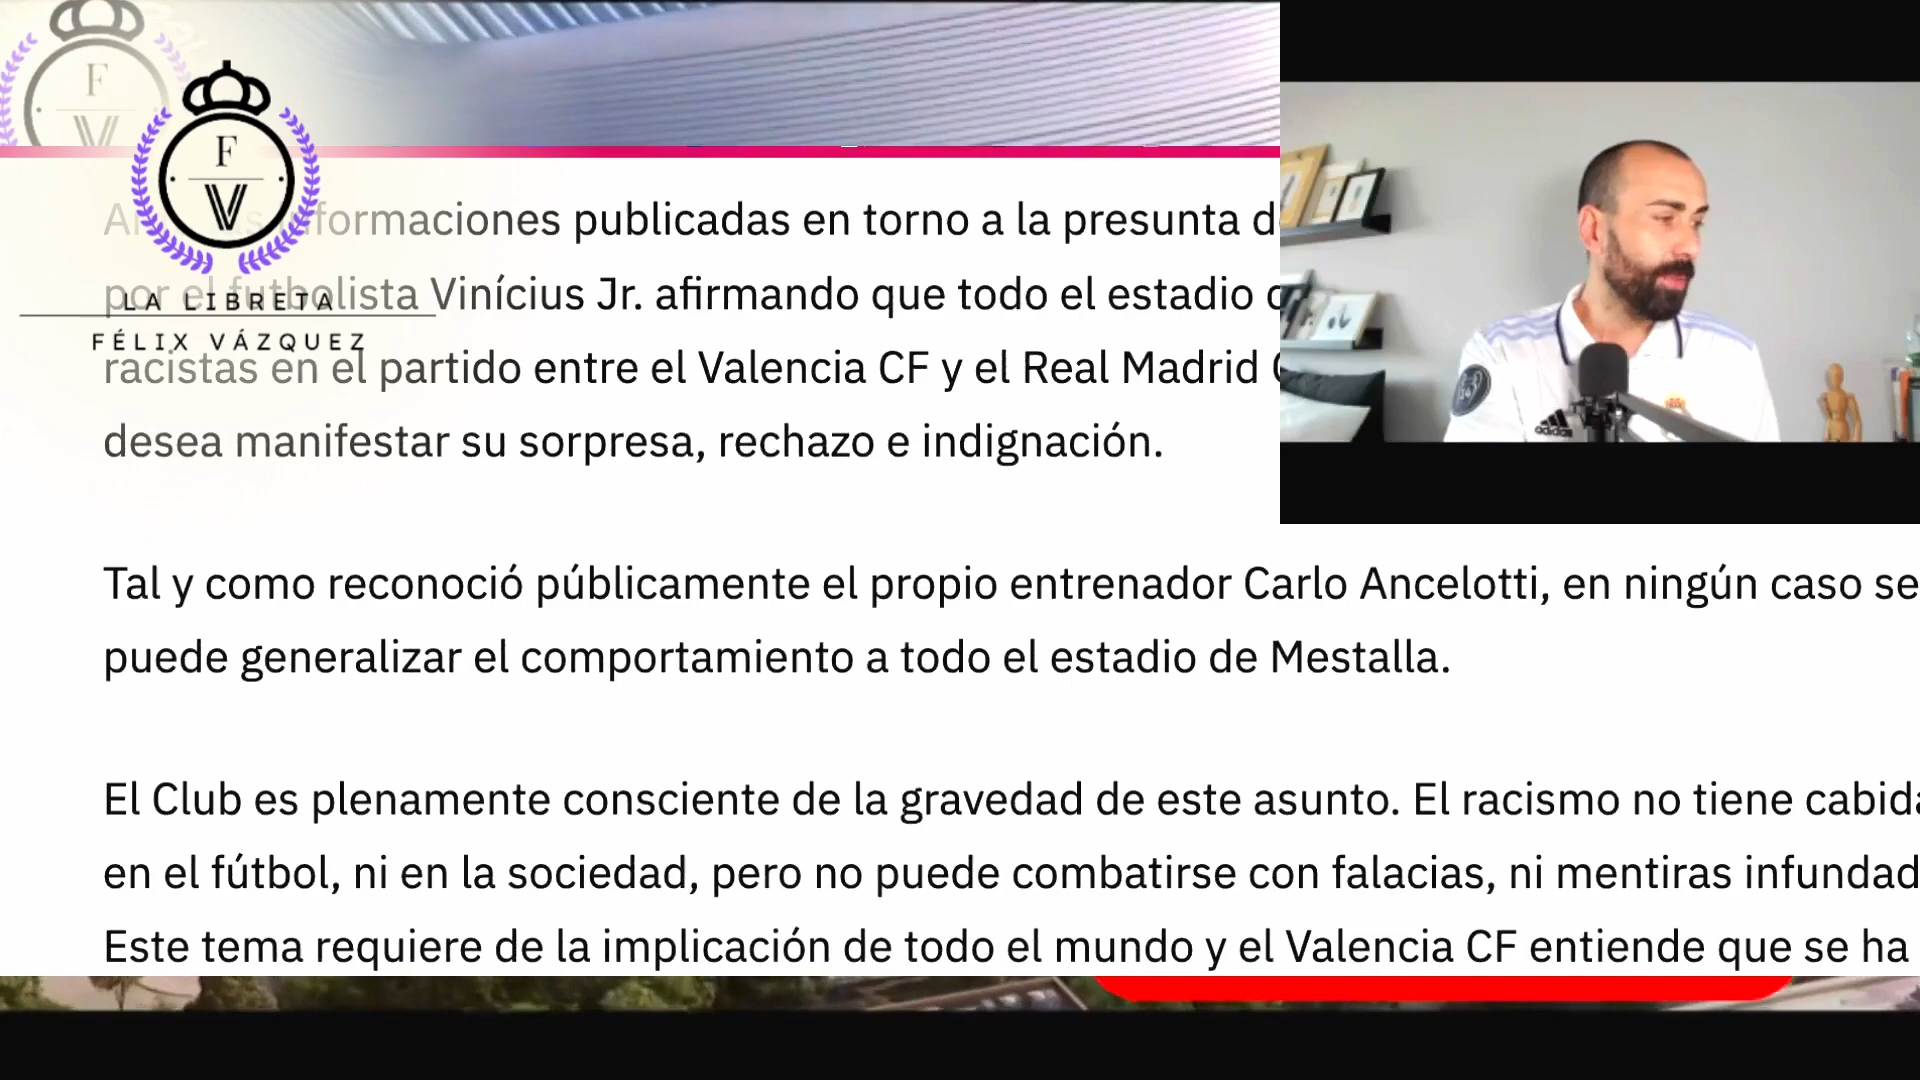 F
V
F
V
LA LIBRETA
FÉLIX VÁZQUEZ
formaciones publicadas en torno a la presunta d
por el futbolista Vinícius Jr. afirmando que todo el estadio
racistas en el partido entre el Valencia CF y el Real Madrid
desea manifestar su sorpresa, rechazo e indignación.
Tal y como reconoció públicamente el propio entrenador Carlo Ancelotti, en ningún caso se
puede generalizar el comportamiento a todo el estadio de Mestalla.
El Club es plenamente consciente de la gravedad de este asunto. El racismo no tiene cabida
en el fútbol, ni en la sociedad, pero no puede combatirse con falacias, ni mentiras infundad
Este tema requiere de la implicación de todo el mundo y el Valencia CF entiende que se ha